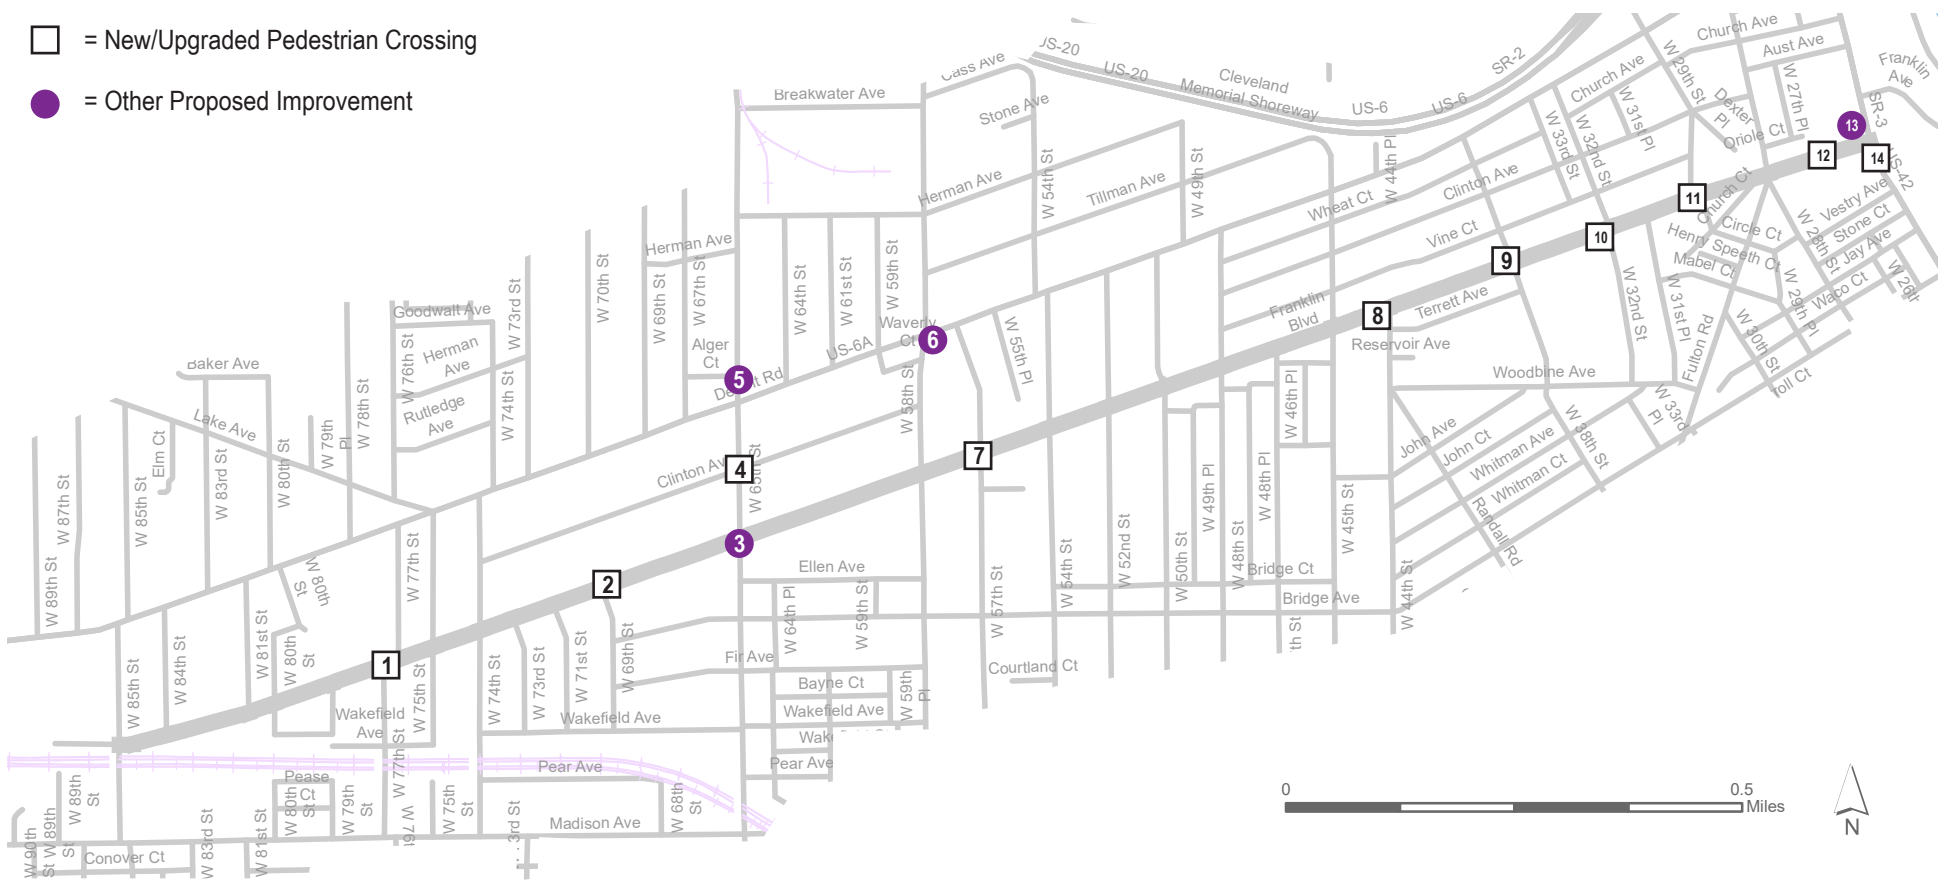 = New/Upgraded Pedestrian Crossing
= Other Proposed Improvement
Church Ave
Aust Ave
Franklin
Ave
W 29th St
W 27th Pl
SR-3
US-42
Dexter
Pl
Oriole Ct
Church Ave
W 31st Pl
W 32nd St
W 33rd St
SR-2
US-6
US-6
US-20
Cleveland
Memorial Shoreway
Cass Ave
Stone Ave
Breakwater Ave
W 44th Pl
Clinton Ave
Wheat Ct
Vine Ct
W 49th St
Tillman Ave
W 54th St
Herman Ave
13
12
14
11
10
9
8
7
6
5
4
3
2
1
Church Ct
Circle Ct
Henry Speeth Ct
Mabel Ct
Vestry Ave
Stone Ct
Jay Ave
Waco Ct
W 26th
W 28th St
W 29th Pl
W 30th St
Fulton Rd
W 31st Pl
W 32nd St
W 33rd
Pl
Franklin
Blvd
Terrett Ave
Reservoir Ave
Woodbine Ave
W 38th St
John Ave
John Ct
Whitman Ave
Whitman Ct
Randall Rd
Herman Ave
W 59th St
W 61st St
W 64th St
W 67th St
W 69th St
W 70th St
W 73rd St
Waverly
Ct
US-6A
Alger
Ct
W 55th Pl
W 58th St
Clinton
W 65th St
Goodwalt Ave
Herman
Ave
Rutledge
Ave
W 76th St
W 74th St
W 78th St
W 79th
Pl
Baker Ave
Lake Ave
Elm Ct
W 80th St
W 83rd St
W 85th St
W 87th St
W 89th St
W 80th
St
W 77th St
W 81st St
W 80th
St
W 84th St
W 85th St
W 75th St
W 74th St
W 73rd St
W 71st St
W 69th St
Wakefield
Ave
Wakefield Ave
W 77th St
Ellen Ave
W 64th Pl
W 59th St
Fir Ave
Bayne Ct
Wakefield Ave
Pear Ave
W 59th
Pl
W 57th St
Courtland Ct
W 54th St
W 52nd St
W 50th St
W 49th Pl
W 48th St
W 48th Pl
W 46th Pl
W 45th St
W 44th St
Bridge Ct
Bridge Ave
Pear Ave
W 68th
St
Madison Ave
W 75th
St
W 79th
St
Pease
Ct
W 80th
St
W 81st St
W 83rd St
W 89th
St
W 89th
St
W 90th
St
Conover Ct
0
0.5
Miles
N